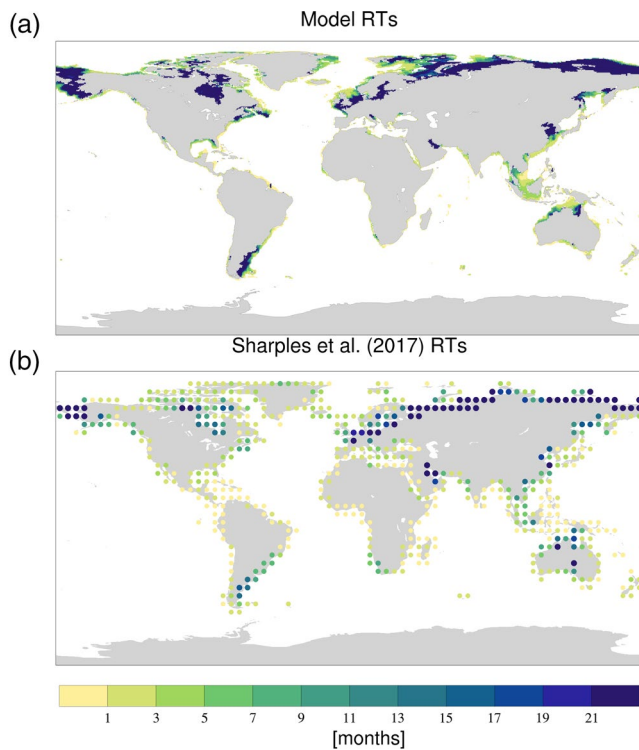 (a)
Model RTs
(b)
Sharples et al. (2017) RTs
1 3 5 7 9 11 13 15 17 19 21
[months]